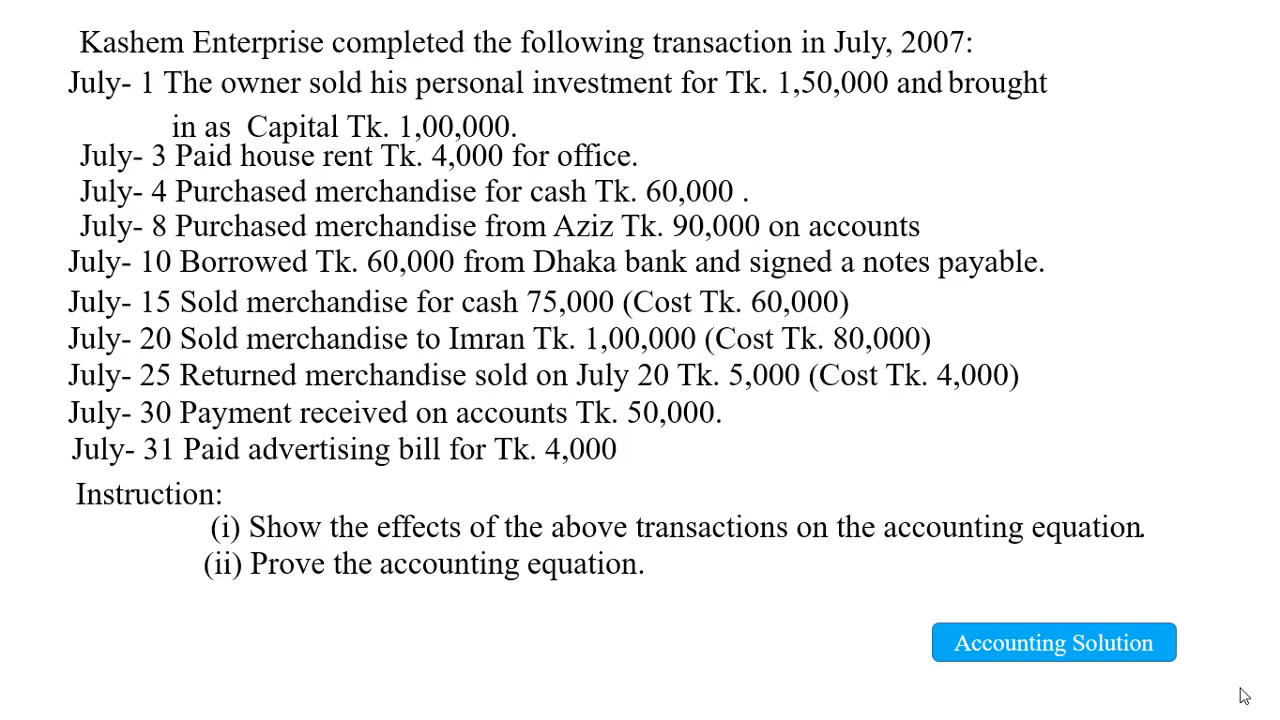 Kashem Enterprise completed the following transaction in July, 2007:
July- 1 The owner sold his personal investment for Tk. 1,50,000 and brought
in as Capital Tk. 1,00,000.
July- 3 Paid house rent Tk. 4,000 for office.
July- 4 Purchased merchandise for cash Tk. 60,000 .
July- 8 Purchased merchandise from Aziz Tk. 90,000 on accounts
July- 10 Borrowed Tk. 60,000 from Dhaka bank and signed a notes payable.
July- 15 Sold merchandise for cash 75,000 (Cost Tk. 60,000)
July- 20 Sold merchandise to Imran Tk. 1,00,000 (Cost Tk. 80,000)
July- 25 Returned merchandise sold on July 20 Tk. 5,000 (Cost Tk. 4,000)
July- 30 Payment received on accounts Tk. 50,000.
July- 31 Paid advertising bill for Tk. 4,000
Instruction:
(i) Show the effects of the above transactions on the accounting equation.
(ii) Prove the accounting equation.
Accounting Solution